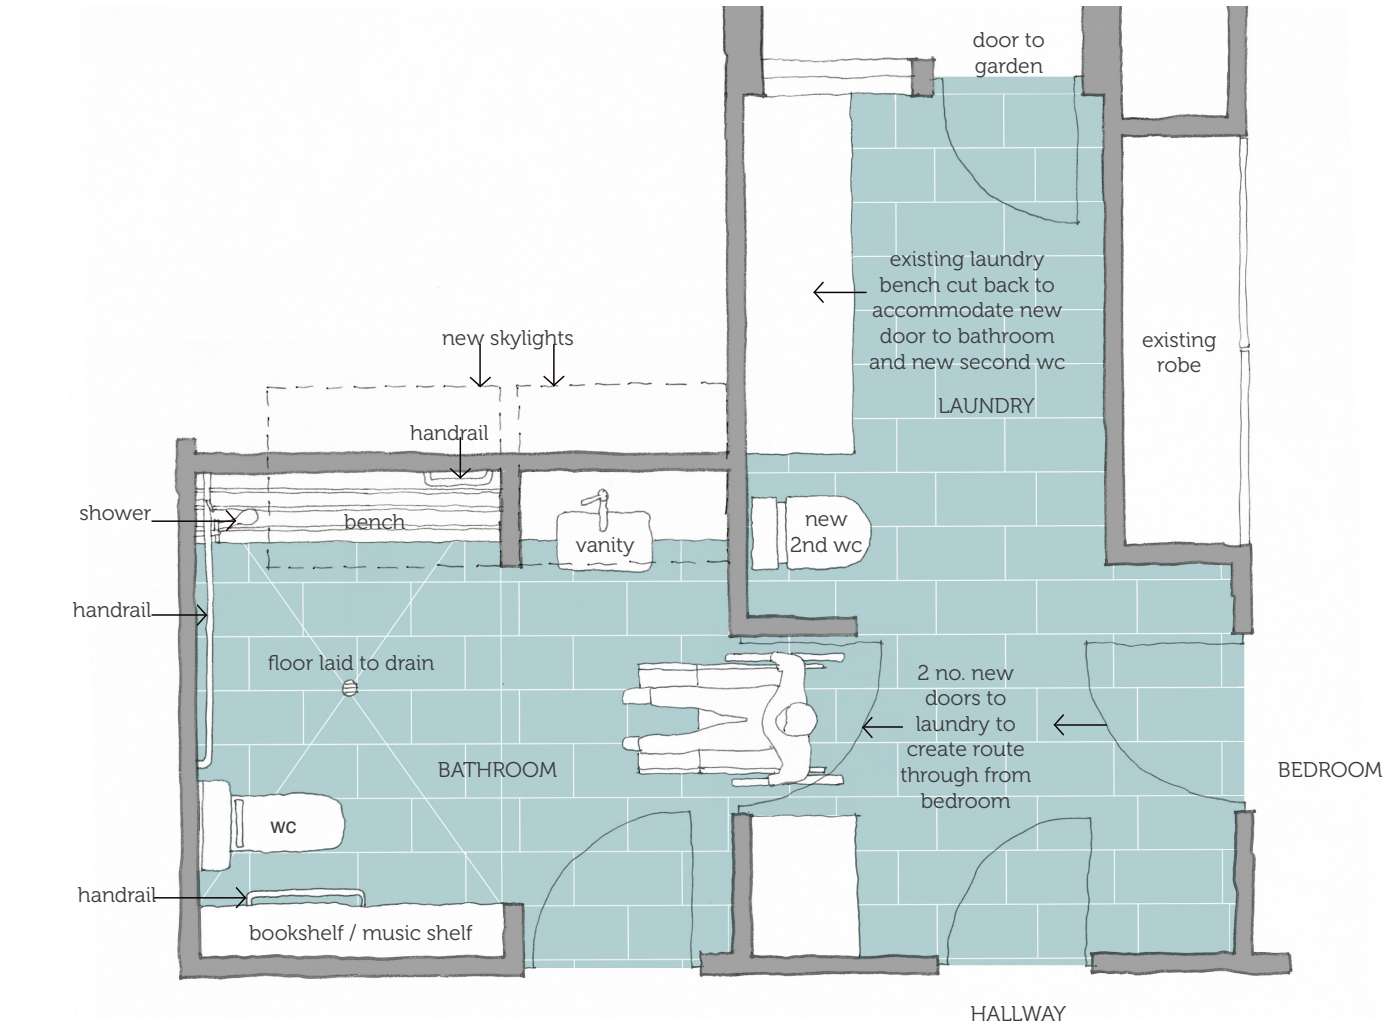 door to
garden
existing laundry
bench cut back to
accommodate new
door to bathroom
and new second wc
existing
robe
new skylights
LAUNDRY
handrail
shower
bench
vanity
new
2nd wc
handrail
floor laid to drain
2 no. new
doors to
laundry to
create route
through from
bedroom
BATHROOM
BEDROOM
wc
handrail
bookshelf / music shelf
HALLWAY